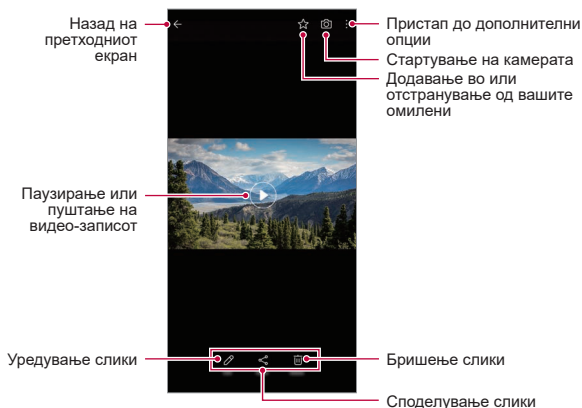 Назад на
претходниот
екран
Пристап до дополнителни
опции
Стартување на камерата
Додавање во или
отстранување од вашите
омилени
Паузирање или
пуштање на
видео-записот
Уредување слики
Бришење слики
Споделување слики